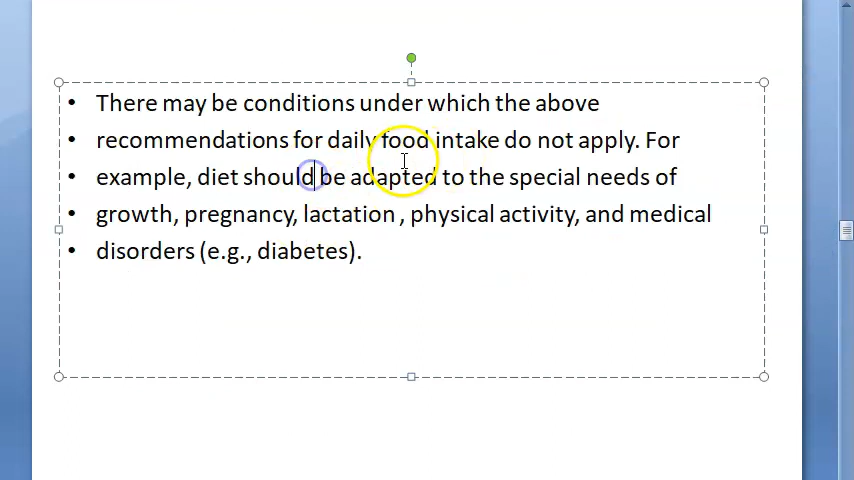 • There may be conditions under which the above
• recommendations for daily food intake do not apply. For
• example, diet should be adapted to the special needs of
• growth, pregnancy, lactation , physical activity, and medical
• disorders (e.g., diabetes).